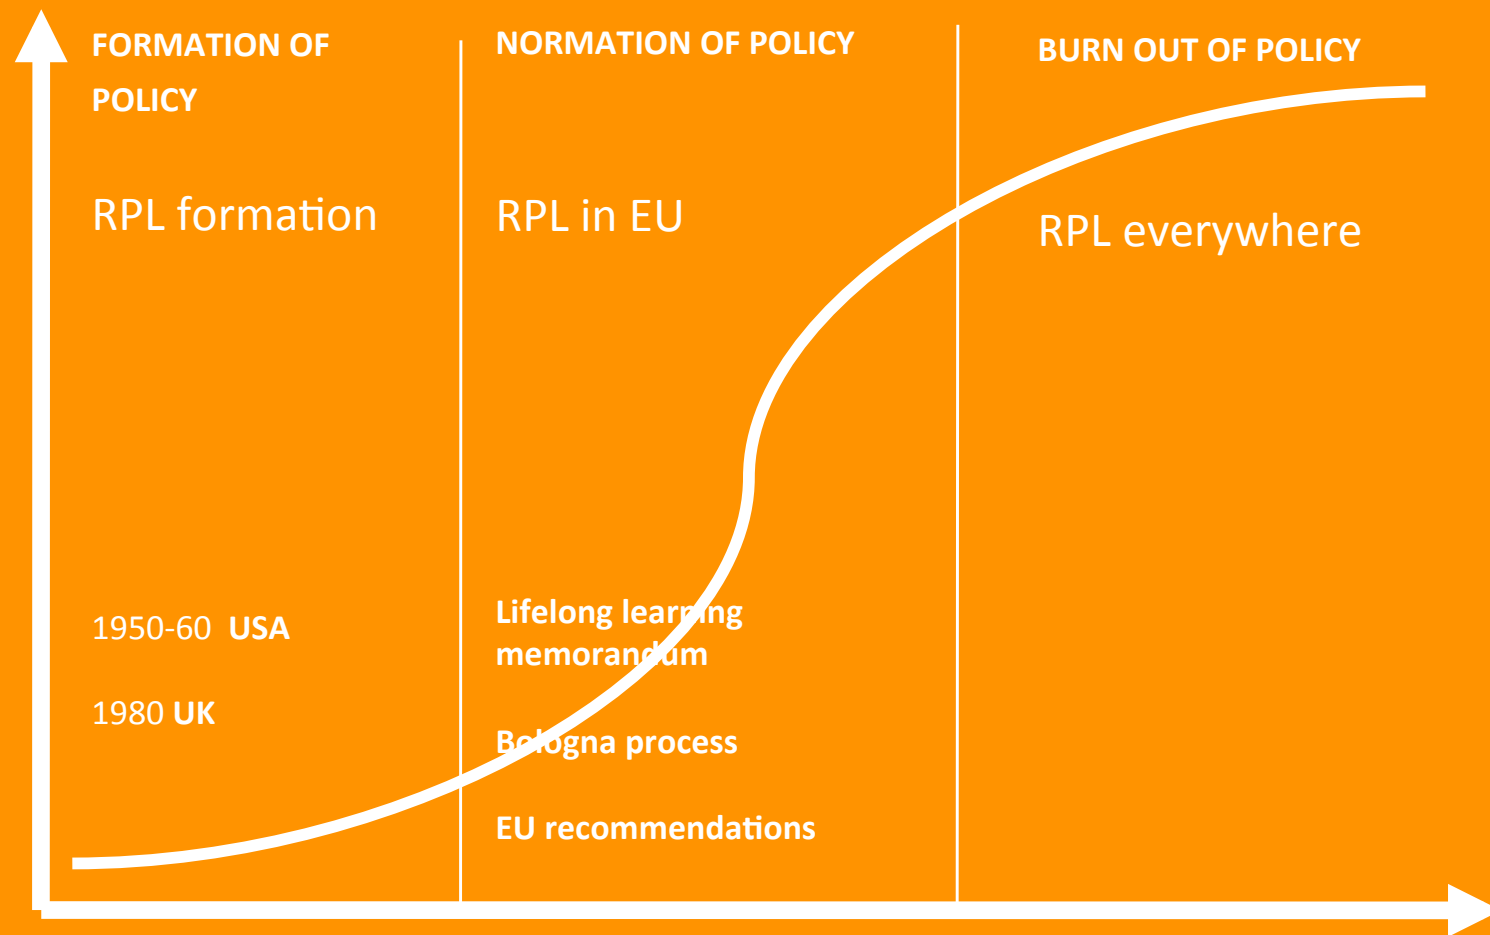 FORMATION OF
POLICY
RPL formation
1950-60 USA
1980 UK
NORMATION OF POLICY
RPL in EU
Lifelong learning
memorandum
Bologna process
EU recommendations
BURN OUT OF POLICY
RPL everywhere